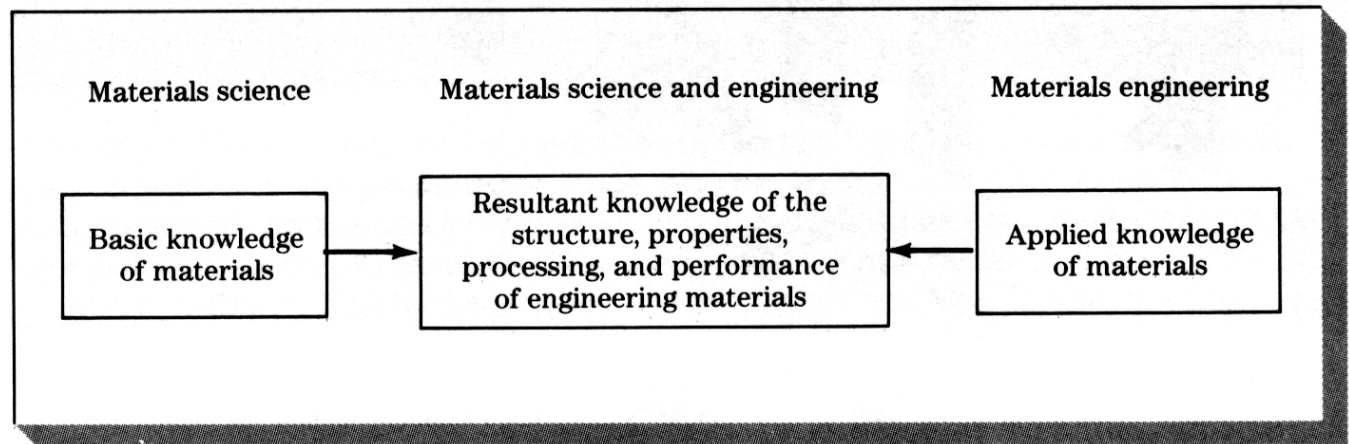 Materials science
Materials science and engineering
Materials engineering
Basic knowledge
of materials
Resultant knowledge of the
structure, properties,
processing, and performance
of engineering materials
Applied knowledge
of materials